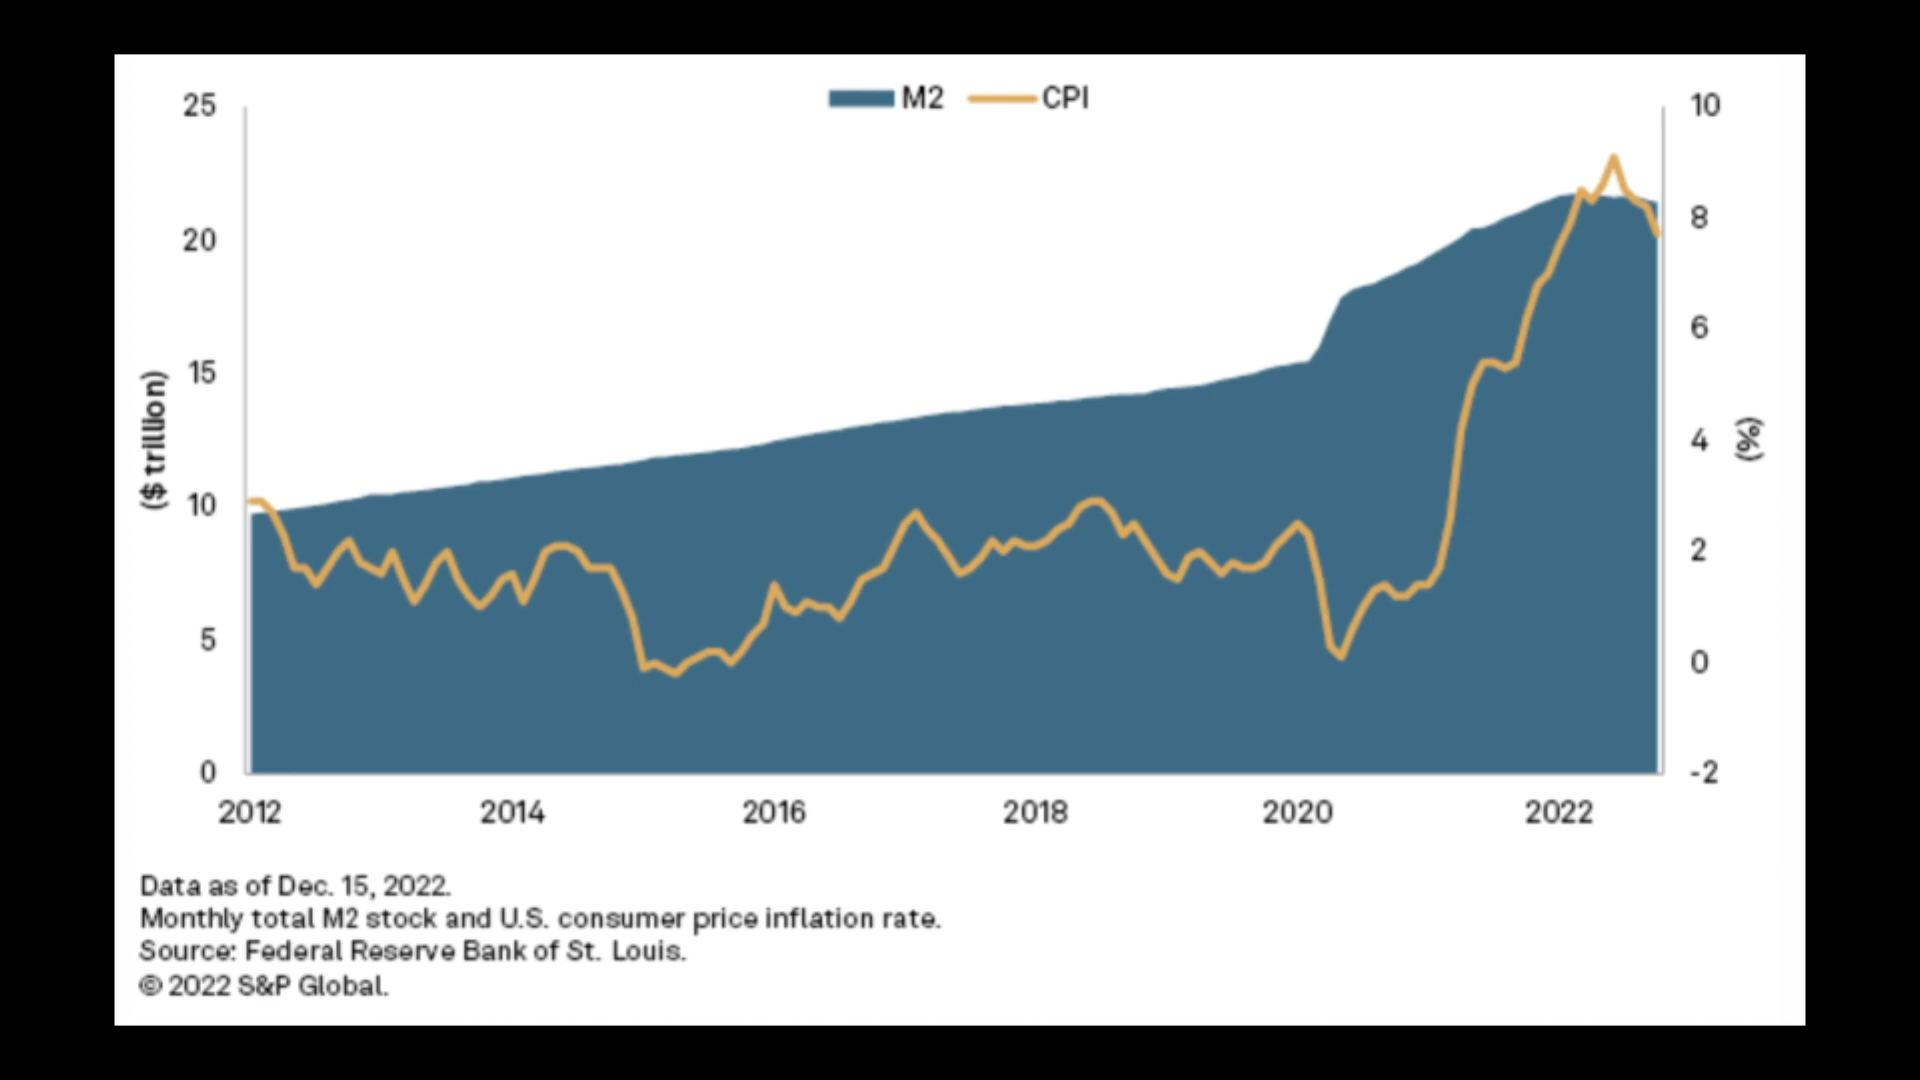 M2 CPI
25 10
20 8
15 6
10 4
5 2
0 0
-2
($ trillion)
(%)
2012 2014 2016 2018 2020 2022
Data as of Dec. 15, 2022.
Monthly total M2 stock and U.S. consumer price inflation rate.
Source: Federal Reserve Bank of St. Louis.
© 2022 S&P Global.